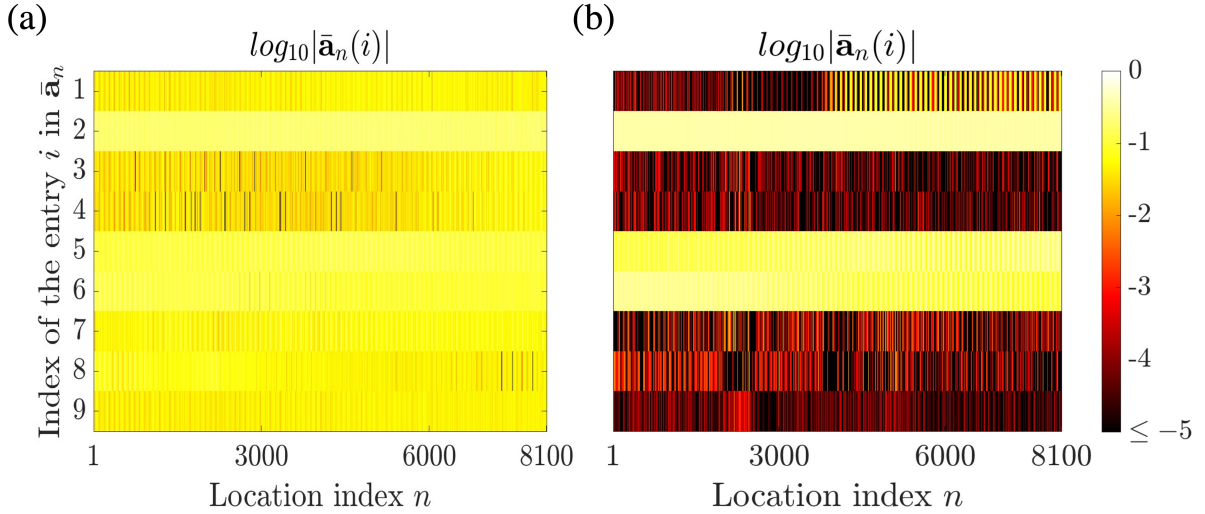 (a)
(b)
log₁₀|ā_n(i)|
log₁₀|ā_n(i)|
Index of the entry i in ā_n
1
2
3
4
5
6
7
8
9
1 3000 6000 8100
1 3000 6000 8100
Location index n
Location index n
0
-1
-2
-3
-4
≤ −5